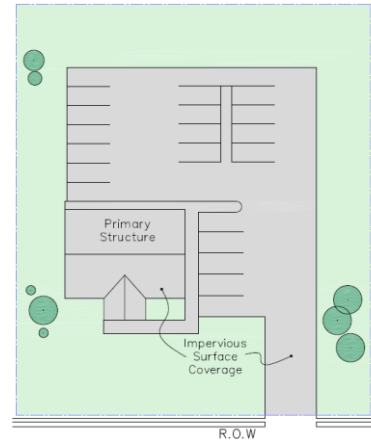 Primary
Structure
Impervious
Surface
Coverage
R.O.W